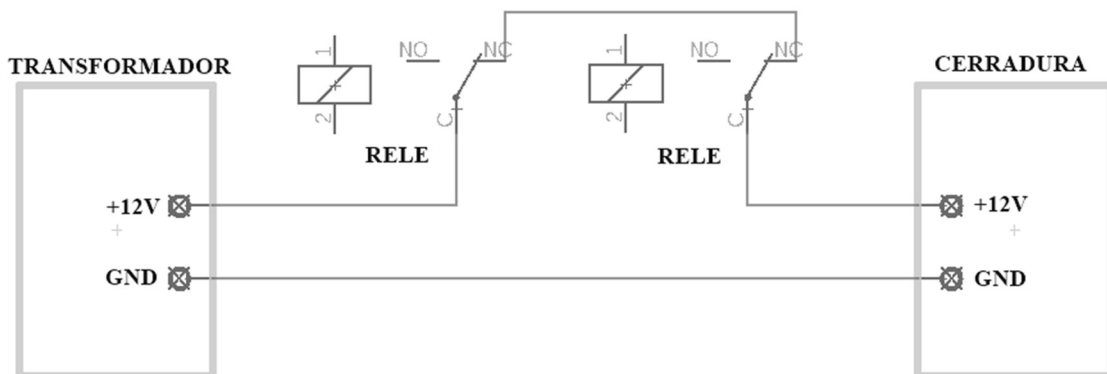 TRANSFORMADOR
+12V
GND
1
2
NO
NC
C
RELE
1
2
NO
NC
C
RELE
CERRADURA
+12V
GND